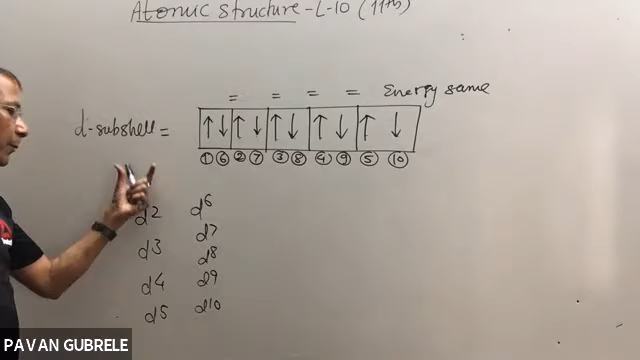 Atomic structure - L-10 (11th)
= = = = Energy same
d-subshell = ↑ ↓ ↑ ↓ ↑ ↓ ↑ ↓ ↑ ↓
① ⑥ ② ⑦ ③ ⑧ ④ ⑨ ⑤ ⑩
d2 d6
d3 d7
d4 d8
d5 d9
d10
PAVAN GUBRELE